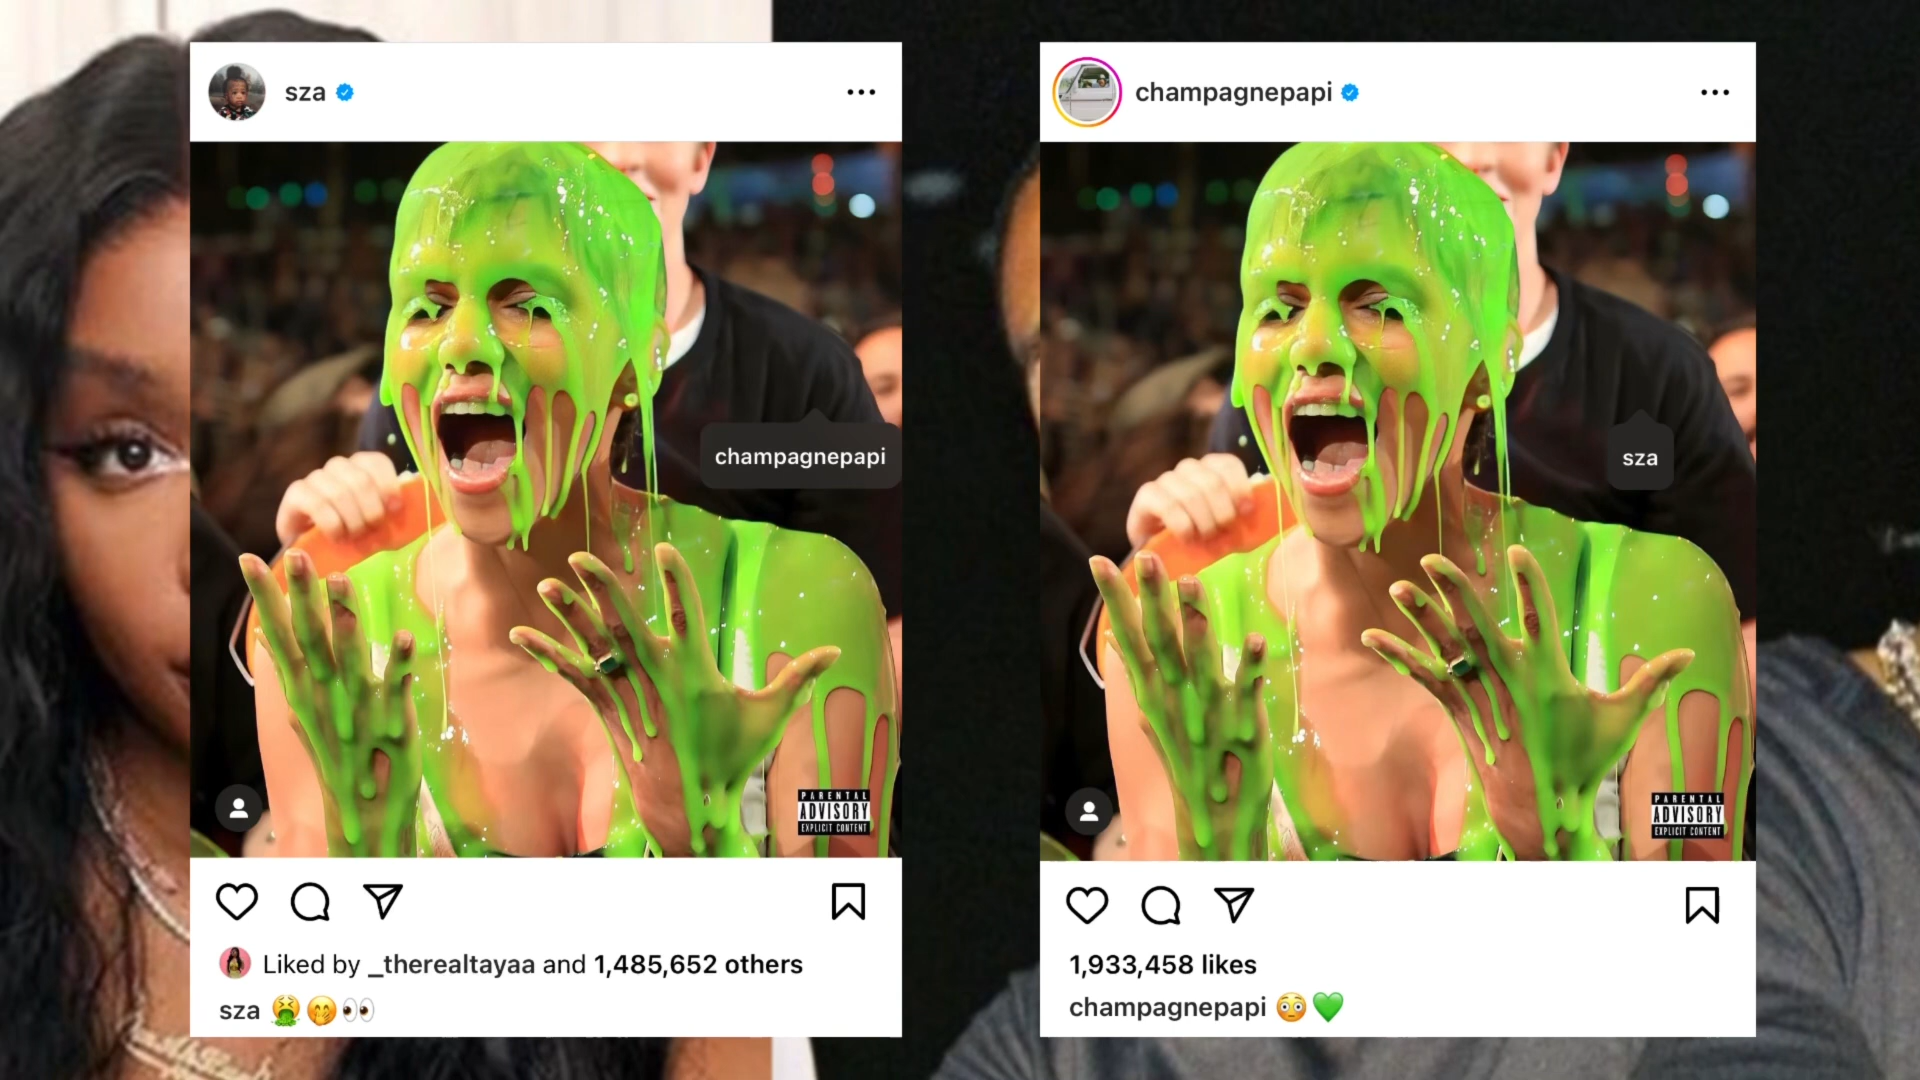 sza
champagnepapi
PARENTAL
ADVISORY
EXPLICIT CONTENT
Liked by _therealtayaa and 1,485,652 others
sza 🤮🤭👀
champagnepapi
sza
PARENTAL
ADVISORY
EXPLICIT CONTENT
1,933,458 likes
champagnepapi 😳💚